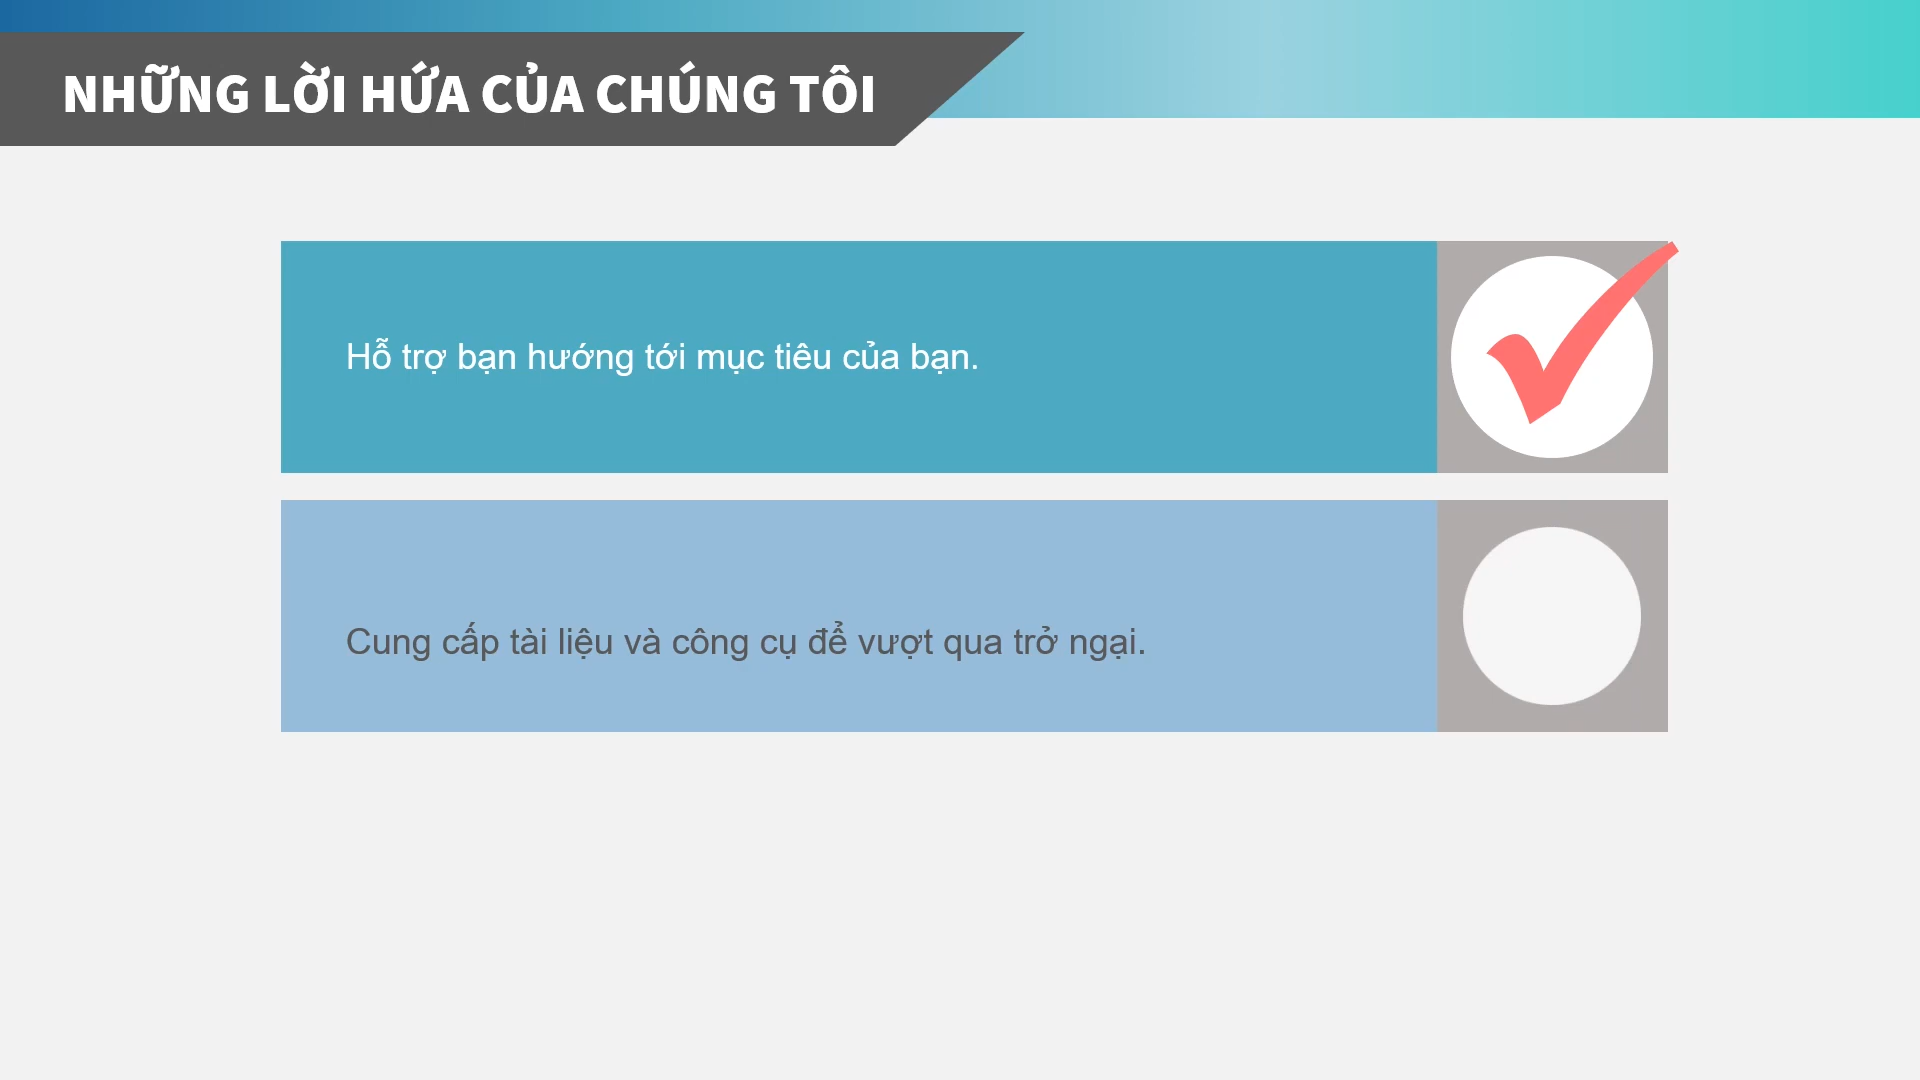 NHỮNG LỜI HỨA CỦA CHÚNG TÔI
Hỗ trợ bạn hướng tới mục tiêu của bạn.
Cung cấp tài liệu và công cụ để vượt qua trở ngại.